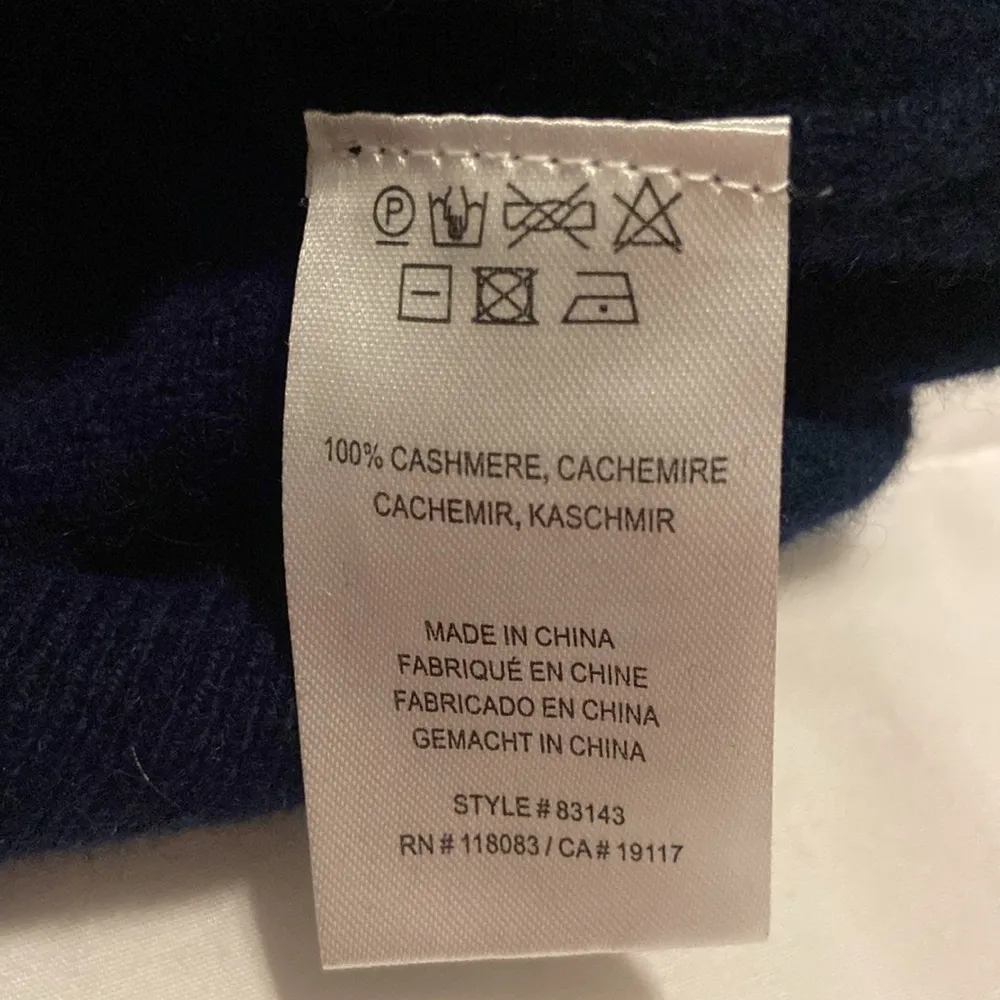 P
100% CASHMERE, CACHEMIRE
CACHEMIR, KASCHMIR
MADE IN CHINA
FABRIQUÉ EN CHINE
FABRICADO EN CHINA
GEMACHT IN CHINA
STYLE # 83143
RN # 118083 / CA # 19117